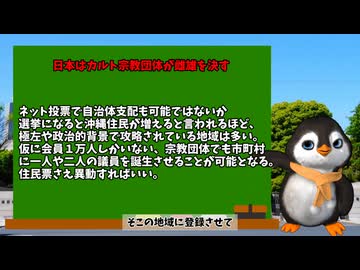 日本はカルト宗教団体が雌雄を決す
ネット投票で自治体支配も可能ではないか
選挙になると沖縄住民が増えると言われるほど、
極左や政治的背景で攻略されている地域は多い。
仮に会員1万人しかいない、宗教団体でも市町村
に一人や二人の議員を誕生させることが可能となる。
住民票さえ異動すればいい。
そこの地域に登録させて